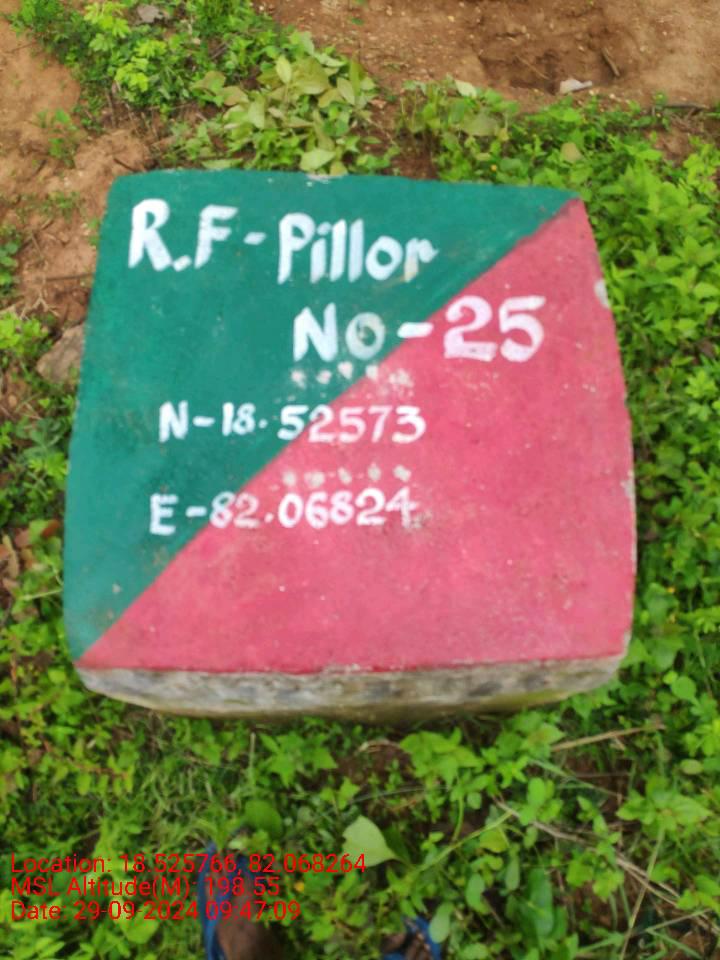 R.F - Pillor
No - 25
N - 18.52573
E - 82.06824
Location: 18.525766, 82.068264
MSL Altitude(M): 198.55
Date: 29-09-2024 09:47:09